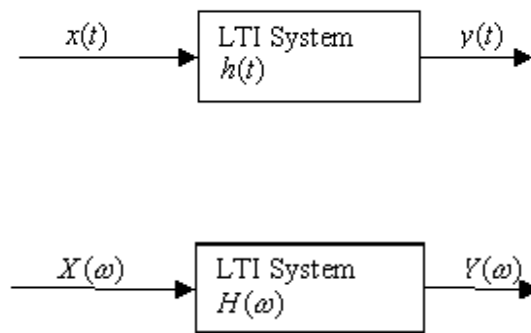 x(t)
LTI System
h(t)
y(t)
X(ω)
LTI System
H(ω)
Y(ω)